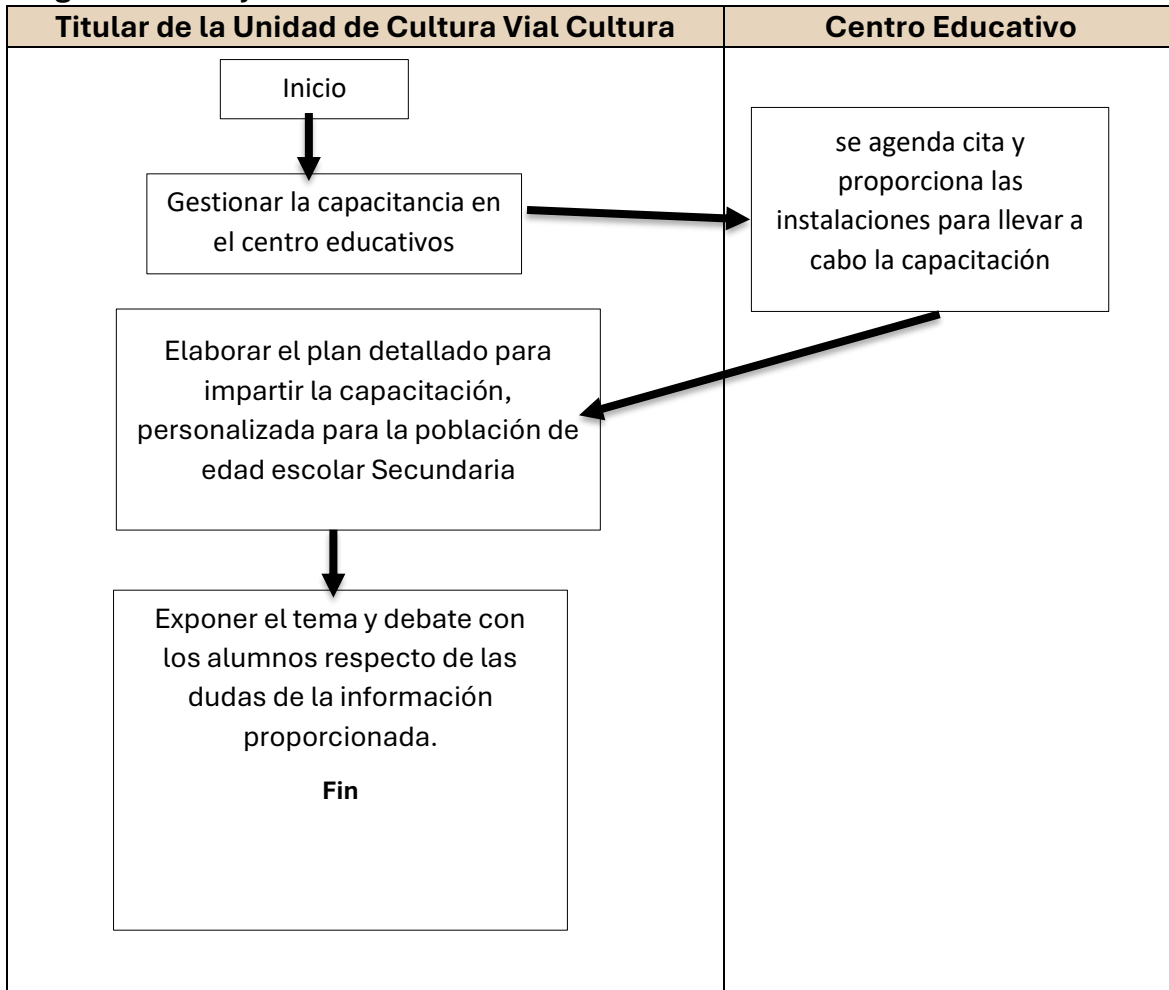 Titular de la Unidad de Cultura Vial Cultura
Centro Educativo
Inicio
Gestionar la capacitancia en
el centro educativos
se agenda cita y
proporciona las
instalaciones para llevar a
cabo la capacitación
Elaborar el plan detallado para
impartir la capacitación,
personalizada para la población de
edad escolar Secundaria
Exponer el tema y debate con
los alumnos respecto de las
dudas de la información
proporcionada.
Fin